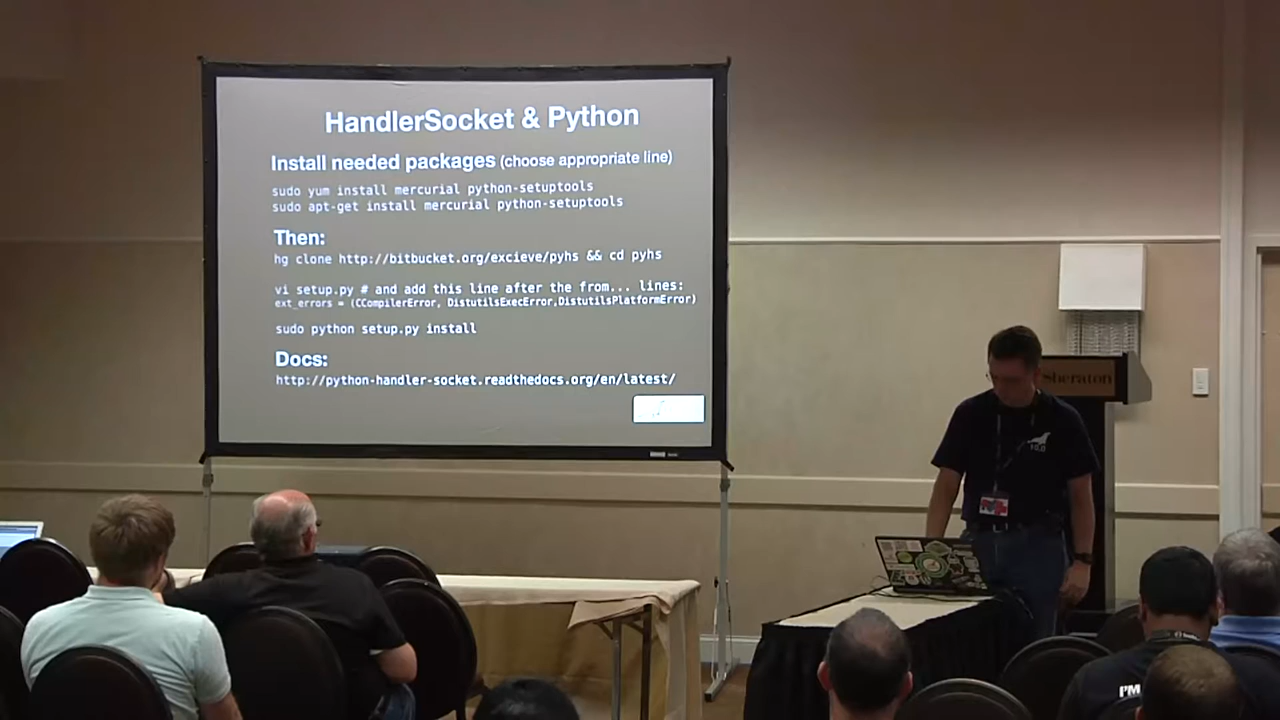 HandlerSocket & Python
Install needed packages (choose appropriate line)
sudo yum install mercurial python-setuptools
sudo apt-get install mercurial python-setuptools
Then:
hg clone http://bitbucket.org/excieve/pyhs && cd pyhs
vi setup.py # and add this line after the from... lines:
ext_errors = (CCompilerError, DistutilsExecError,DistutilsPlatformError)
sudo python setup.py install
Docs:
http://python-handler-socket.readthedocs.org/en/latest/
Sheraton
I'M